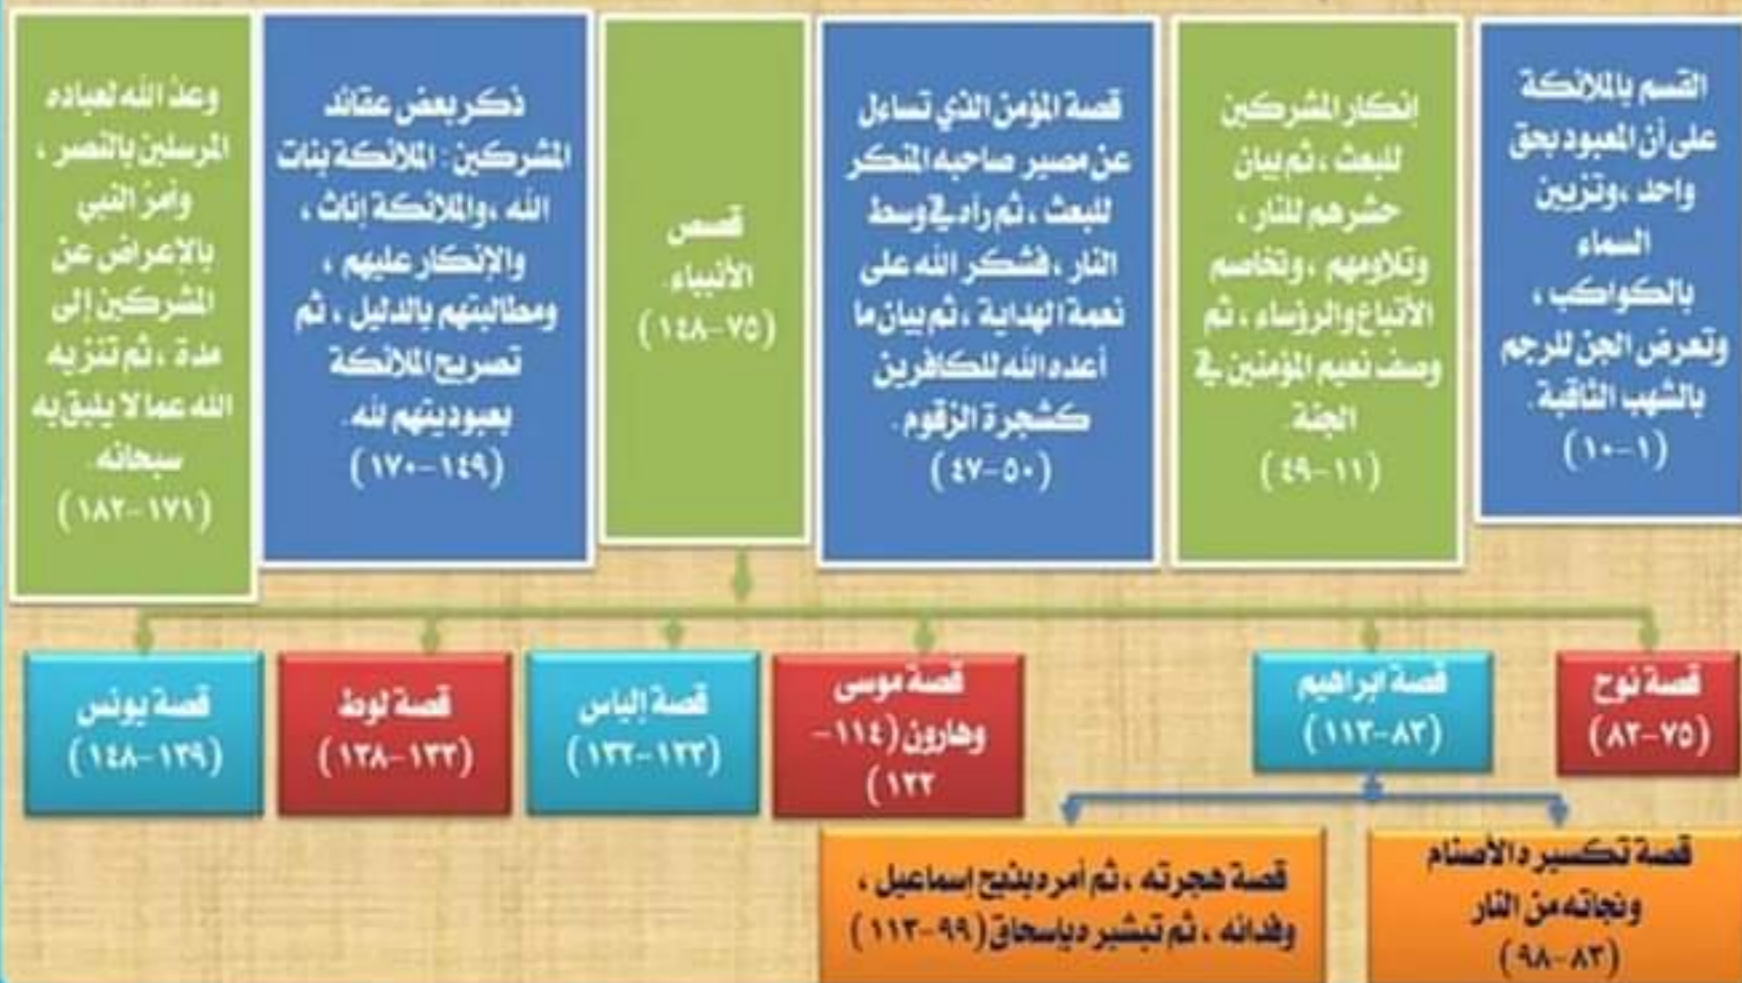 القسم بالملائكة
على أن المعبود بحق
واحد ، وتزيين
السماء
بالكواكب ،
وتعرض الجن للرجم
بالشهب الثاقبة .
(١-١٠)
إنكار المشركين
للبعث ، ثم بيان
حشرهم للنار ،
وتلاومهم ، وتخاصم
الأتباع والرؤساء ، ثم
وصف نعيم المؤمنين في
الجنة .
(١١-٤٩)
قصة المؤمن الذي تساءل
عن مصير صاحبه المنكر
للبعث ، ثم رآه في وسط
النار ، فشكر الله على
نعمة الهداية ، ثم بيان ما
أعده الله للكافرين
كشجرة الزقوم .
(٥٠-٤٧)
قصص
الأنبياء .
(٧٥-١٤٨)
ذكر بعض عقائد
المشركين : الملائكة بنات
الله ، والملائكة إناث ،
والإنكار عليهم ،
ومطالبتهم بالدليل ، ثم
تصريح الملائكة
بعبوديتهم لله .
(١٤٩-١٧٠)
وعد الله لعباده
المرسلين بالنصر ،
وأمر النبي
بالإعراض عن
المشركين إلى
مدة ، ثم تنزيه
الله عما لا يليق به
سبحانه .
(١٧١-١٨٢)
قصة نوح
(٧٥-٨٢)
قصة ابراهيم
(٨٣-١١٣)
قصة موسى
وهارون (١١٤-
١٢٢)
قصة إلياس
(١٢٣-١٣٢)
قصة لوط
(١٣٣-١٣٨)
قصة يونس
(١٣٩-١٤٨)
قصة تكسيره الأصنام
ونجاته من النار
(٨٣-٩٨)
قصة هجرته ، ثم أمره بذبح إسماعيل ،
وفدائه ، ثم تبشيره بإسحاق (٩٩-١١٣)